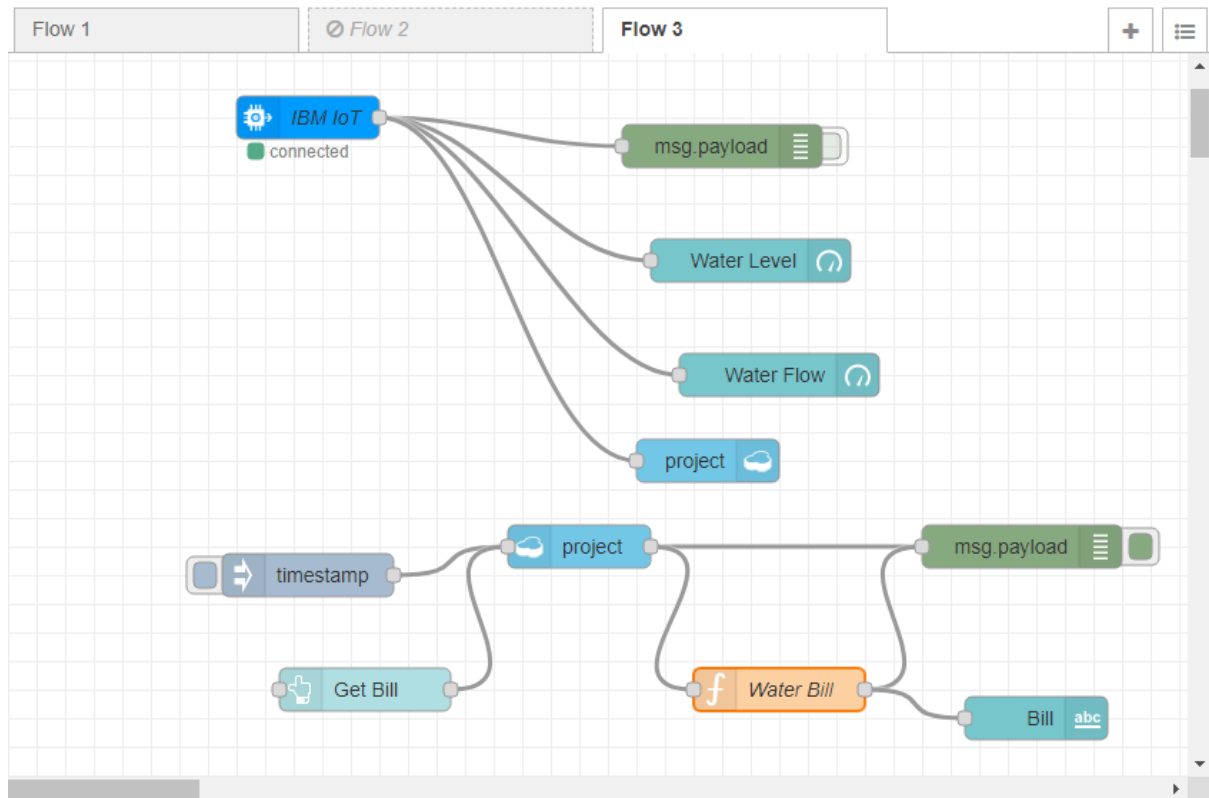 Flow 1
Flow 2
Flow 3
IBM IoT
connected
msg.payload
Water Level
Water Flow
project
project
msg.payload
timestamp
Get Bill
Water Bill
Bill
abc